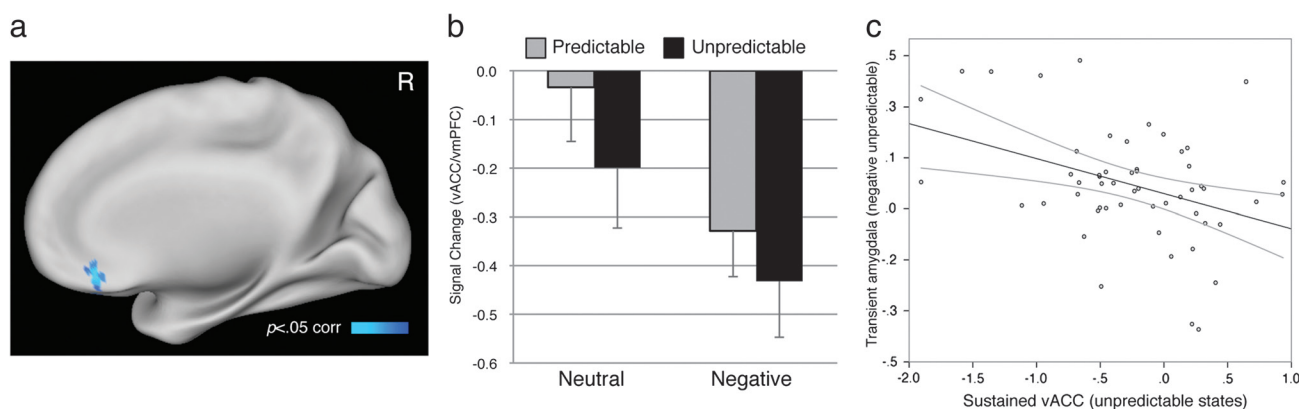 a
R
p<.05 corr
b
Predictable
Unpredictable
Signal Change (vACC/vmPFC)
0.0
-0.1
-0.2
-0.3
-0.4
-0.5
-0.6
Neutral
Negative
c
Transient amygdala (negative unpredictable)
.5
.3
.1
.0
-.2
-.3
-.5
-2.0
-1.5
-1.0
-.5
.0
.5
1.0
Sustained vACC (unpredictable states)